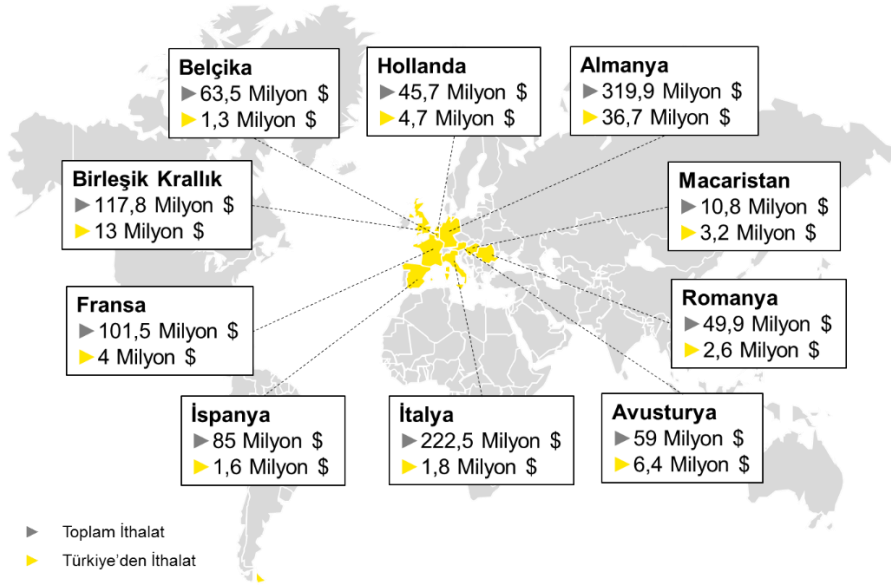 Belçika
63,5 Milyon $
1,3 Milyon $
Hollanda
45,7 Milyon $
4,7 Milyon $
Almanya
319,9 Milyon $
36,7 Milyon $
Birleşik Krallık
117,8 Milyon $
13 Milyon $
Macaristan
10,8 Milyon $
3,2 Milyon $
Fransa
101,5 Milyon $
4 Milyon $
Romanya
49,9 Milyon $
2,6 Milyon $
İspanya
85 Milyon $
1,6 Milyon $
İtalya
222,5 Milyon $
1,8 Milyon $
Avusturya
59 Milyon $
6,4 Milyon $
Toplam İthalat
Türkiye'den İthalat